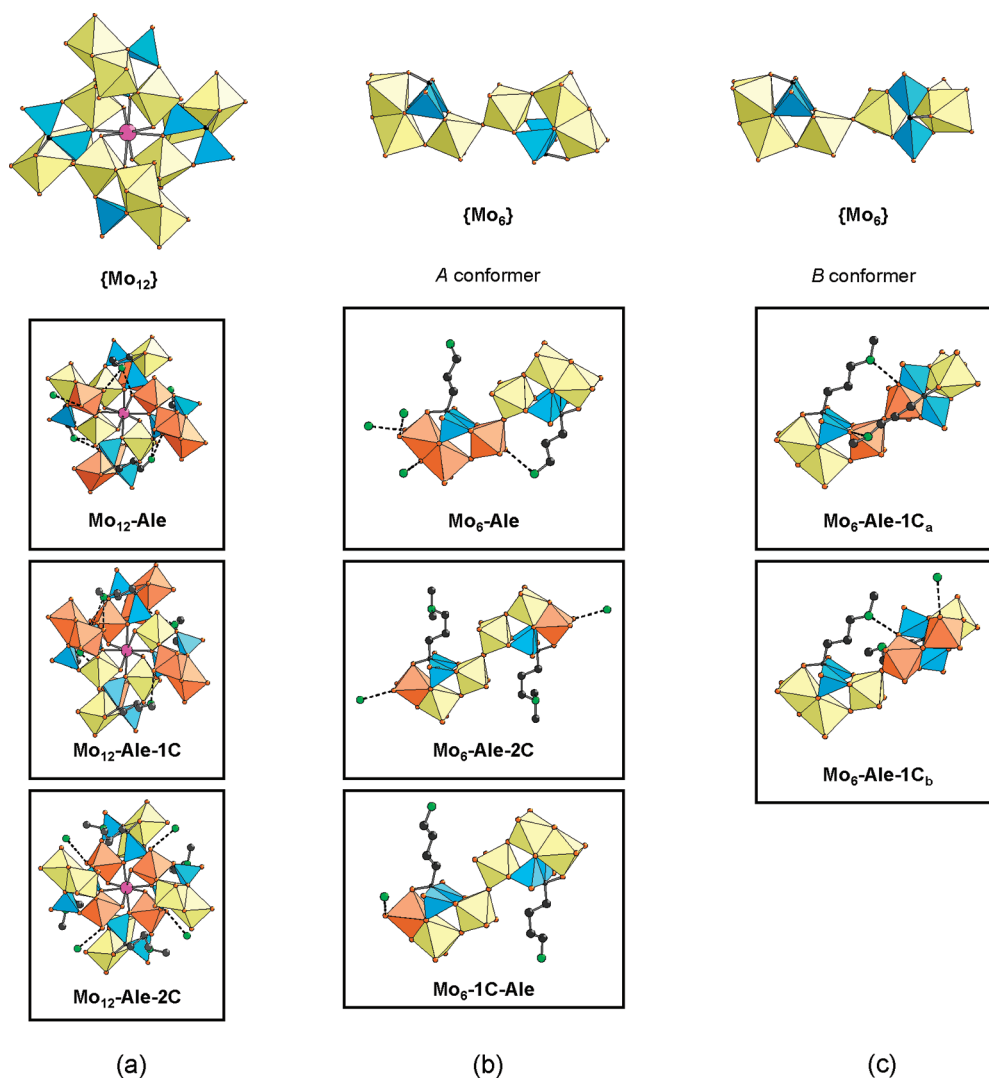 {Mo₁₂}
{Mo₆}
A conformer
{Mo₆}
B conformer
Mo₁₂-Ale
Mo₆-Ale
Mo₆-Ale-1Cₐ
Mo₁₂-Ale-1C
Mo₆-Ale-2C
Mo₆-Ale-1C_b
Mo₁₂-Ale-2C
Mo₆-1C-Ale
(a)
(b)
(c)